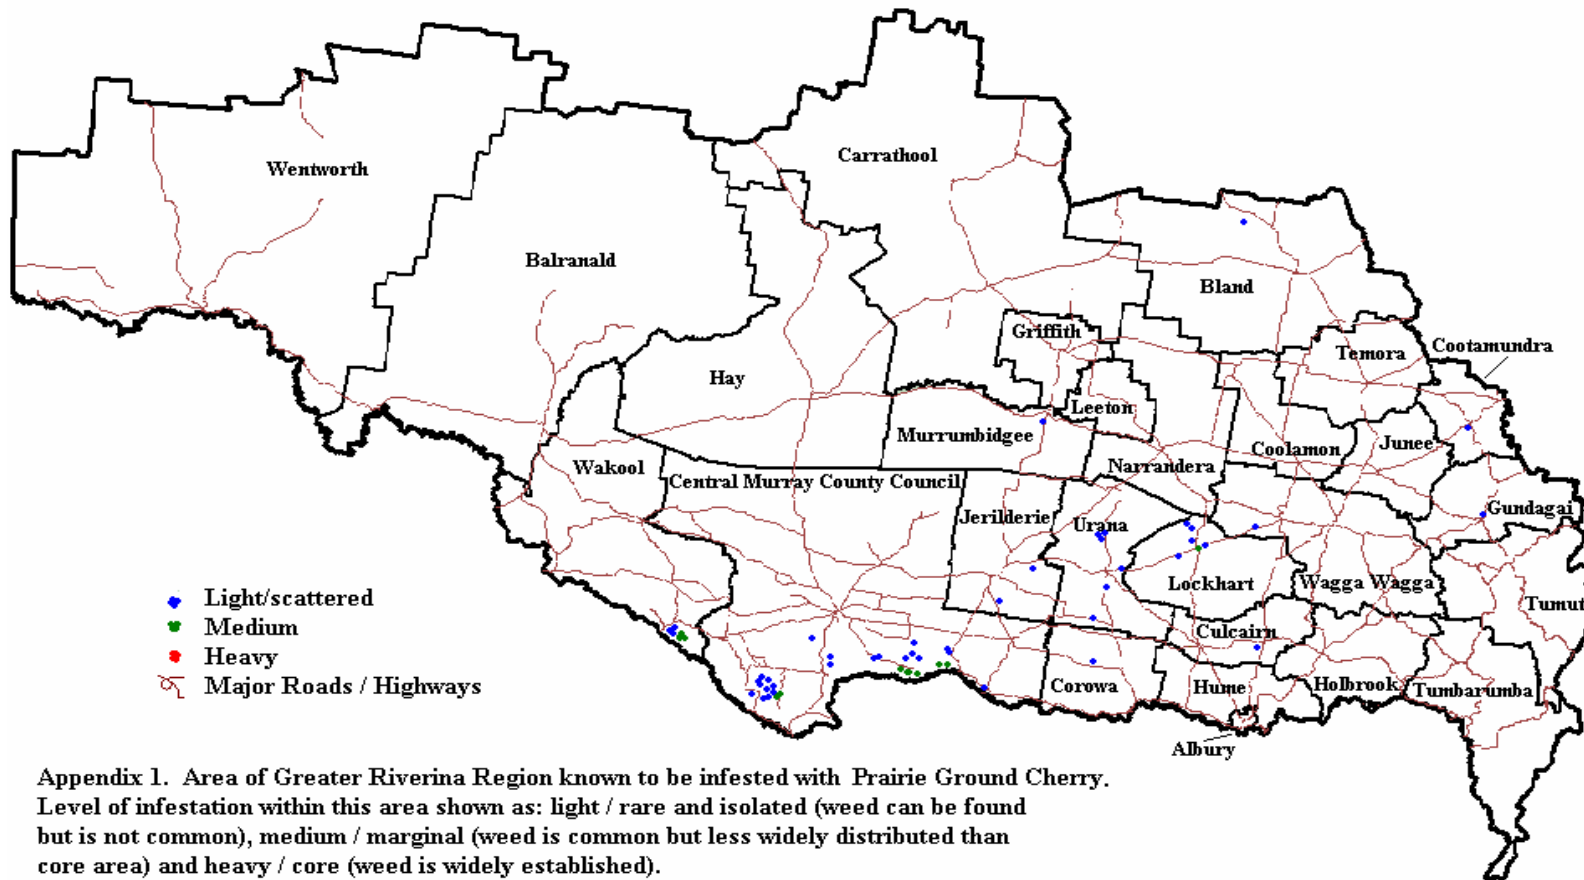 Wentworth
Carrathool
Balranald
Bland
Griffith
Cootamundra
Temora
Hay
Leeton
Murrumbidgee
Coolamon
Junee
Wakool
Narrandera
Central Murray County Council
Gundagai
Jerilderie
Urana
Lockhart
Wagga Wagga
Tumut
Culcairn
Corowa
Hume
Holbrook
Tumbarumba
Albury
Light/scattered
Medium
Heavy
Major Roads / Highways
Appendix 1. Area of Greater Riverina Region known to be infested with Prairie Ground Cherry.
Level of infestation within this area shown as: light / rare and isolated (weed can be found
but is not common), medium / marginal (weed is common but less widely distributed than
core area) and heavy / core (weed is widely established).